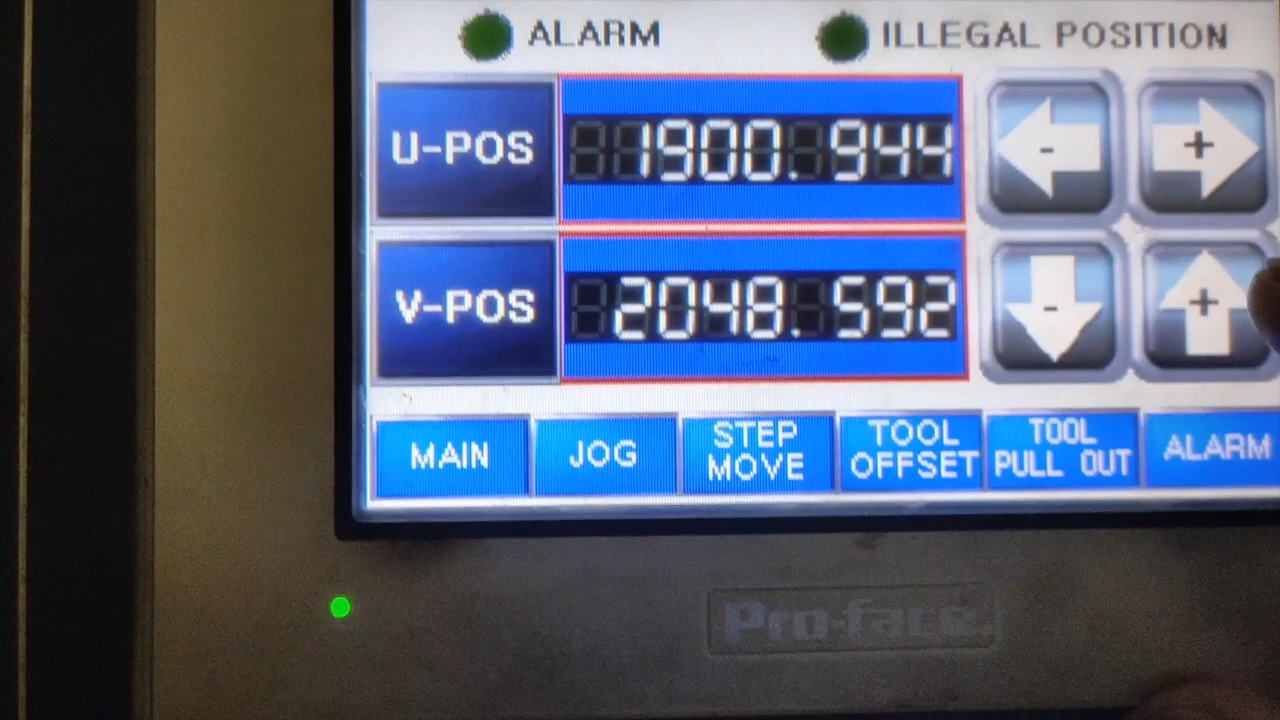 ALARM
ILLEGAL POSITION
U-POS
1900.944
-
+
V-POS
2048.592
-
+
MAIN
JOG
STEP
MOVE
TOOL
OFFSET
TOOL
PULL OUT
ALARM
Pro-face